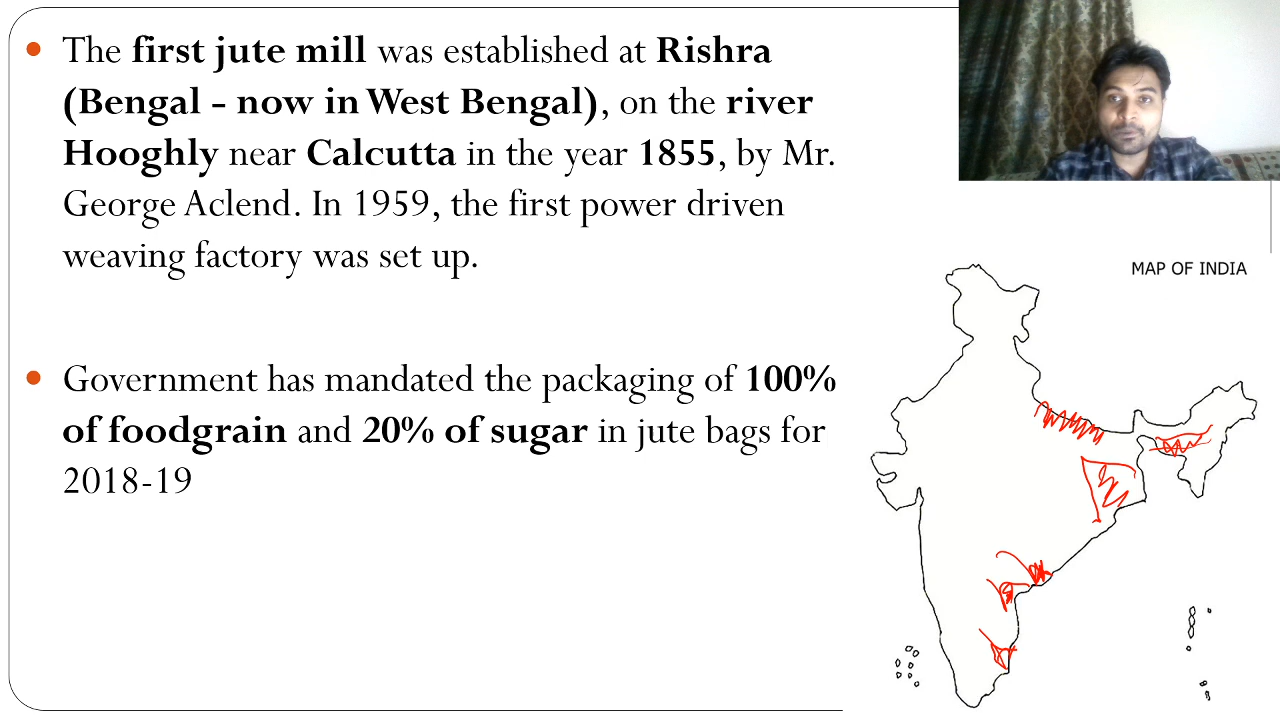 The first jute mill was established at Rishra
(Bengal - now in West Bengal), on the river
Hooghly near Calcutta in the year 1855, by Mr.
George Aclend. In 1959, the first power driven
weaving factory was set up.
Government has mandated the packaging of 100%
of foodgrain and 20% of sugar in jute bags for
2018-19
MAP OF INDIA